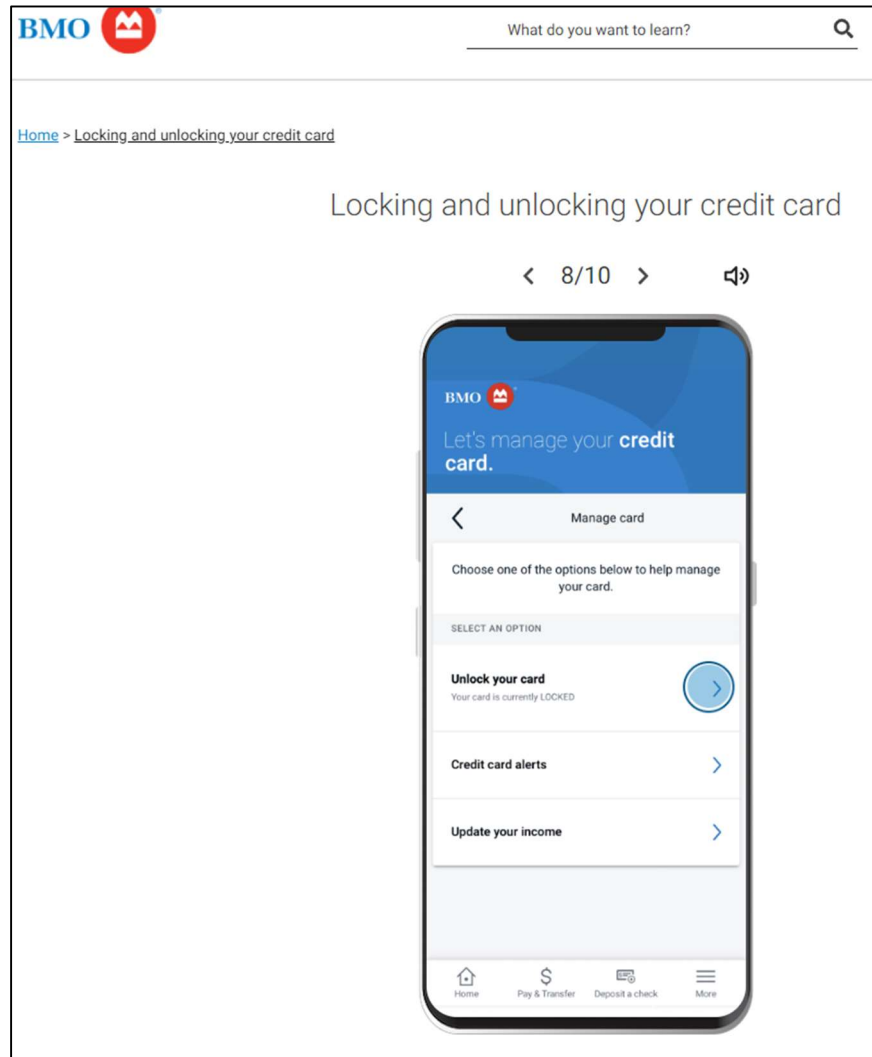 BMO
What do you want to learn?
Home > Locking and unlocking your credit card
Locking and unlocking your credit card
8/10
BMO
Let's manage your credit
card.
Manage card
Choose one of the options below to help manage
your card.
SELECT AN OPTION
Unlock your card
Your card is currently LOCKED
Credit card alerts
Update your income
Home Pay & Transfer Deposit a check More